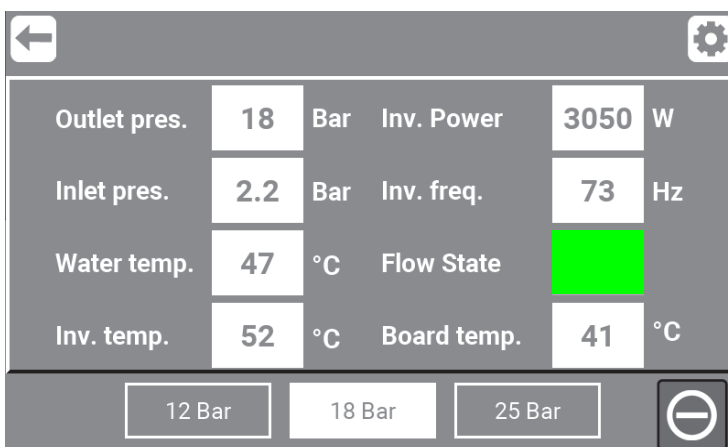 Outlet pres. 18 Bar Inv. Power 3050 W
Inlet pres. 2.2 Bar Inv. freq. 73 Hz
Water temp. 47 °C Flow State
Inv. temp. 52 °C Board temp. 41 °C
12 Bar 18 Bar 25 Bar